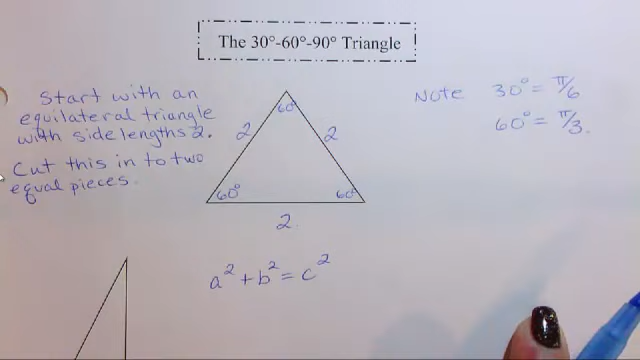 The 30°-60°-90° Triangle
Start with an
equilateral triangle
with side lengths 2.
Cut this in to two
equal pieces.
60°
2
2
60°
60°
2
a² + b² = c²
Note 30° = π/6
60° = π/3.